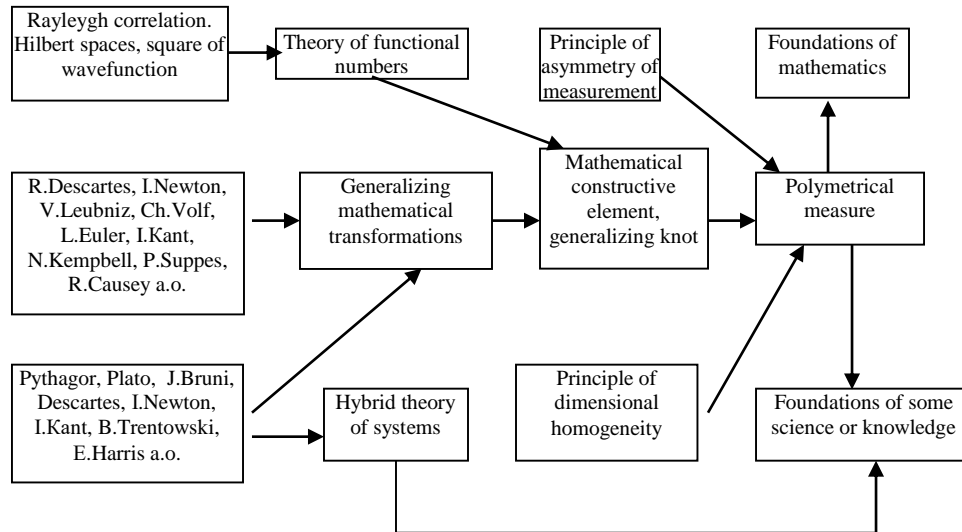 Rayleygh correlation.
Hilbert spaces, square of
wavefunction
Theory of functional
numbers
Principle of
asymmetry of
measurement
Foundations of
mathematics
R.Descartes, I.Newton,
V.Leubniz, Ch.Volf,
L.Euler, I.Kant,
N.Kempbell, P.Suppes,
R.Causey a.o.
Generalizing
mathematical
transformations
Mathematical
constructive
element,
generalizing knot
Polymetrical
measure
Pythagor, Plato, J.Bruni,
Descartes, I.Newton,
I.Kant, B.Trentowski,
E.Harris a.o.
Hybrid theory
of systems
Principle of
dimensional
homogeneity
Foundations of some
science or knowledge